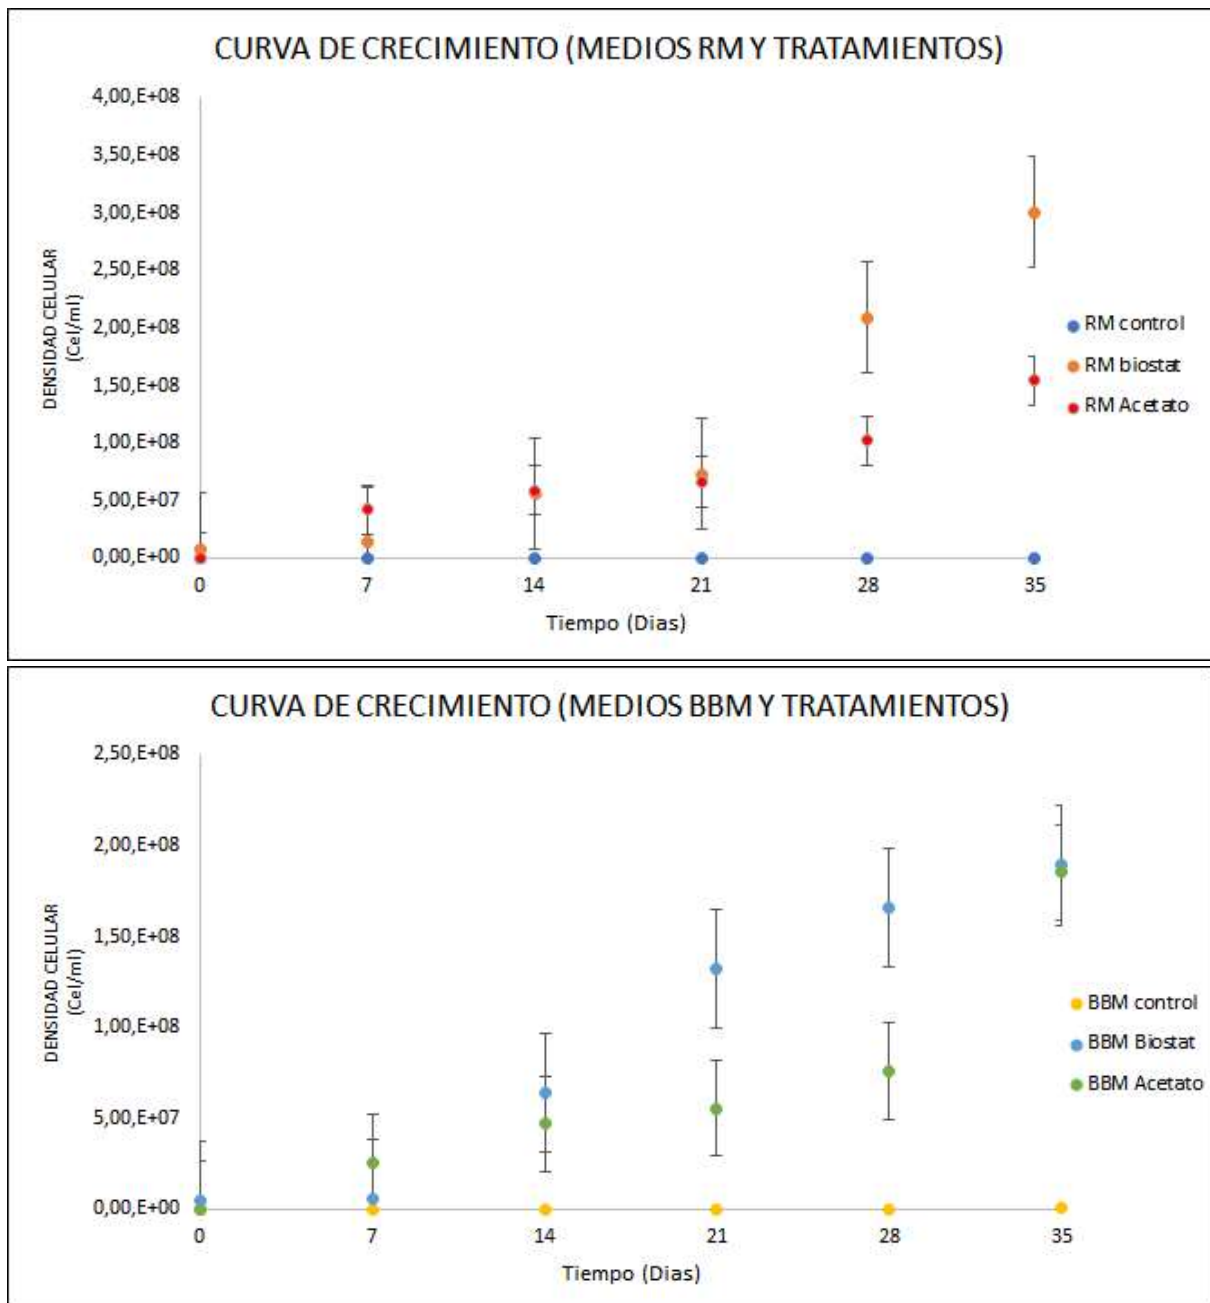 CURVA DE CRECIMIENTO (MEDIOS RM Y TRATAMIENTOS)
4,00,E+08
3,50,E+08
3,00,E+08
2,50,E+08
2,00,E+08
1,50,E+08
1,00,E+08
5,00,E+07
0,00,E+00
DENSIDAD CELULAR
(Cel/ml)
0 7 14 21 28 35
Tiempo (Dias)
RM control
RM biostat
RM Acetato
CURVA DE CRECIMIENTO (MEDIOS BBM Y TRATAMIENTOS)
2,50,E+08
2,00,E+08
1,50,E+08
1,00,E+08
5,00,E+07
0,00,E+00
DENSIDAD CELULAR
(Cel/ml)
0 7 14 21 28 35
Tiempo (Dias)
BBM control
BBM Biostat
BBM Acetato